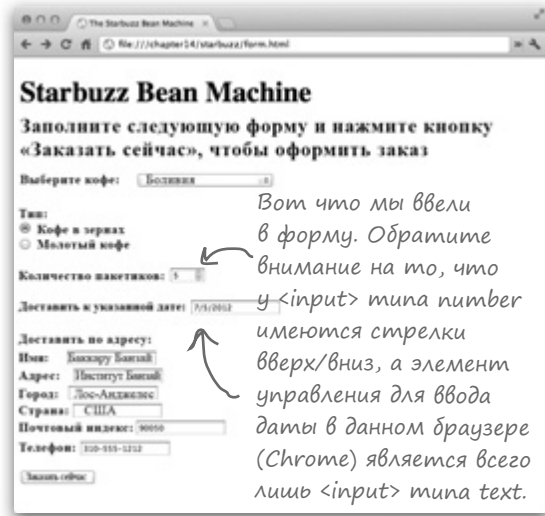 The Starbuzz Bean Machine
file:///chapter14/starbuzz/form.html
Starbuzz Bean Machine
Заполните следующую форму и нажмите кнопку
«Заказать сейчас», чтобы оформить заказ
Выберите кофе: Боливия
Тип:
Кофе в зернах
Молотый кофе
Количество пакетиков: 5
Доставить к указанной дате: 7/5/2012
Доставить по адресу:
Имя: Баккару Банзай
Адрес: Институт Банзай
Город: Лос-Анджелес
Страна: США
Почтовый индекс: 90050
Телефон: 310-555-1212
Заказать сейчас
Вот что мы ввели
в форму. Обратите
внимание на то, что
у <input> типа number
имеются стрелки
вверх/вниз, а элемент
управления для ввода
даты в данном браузере
(Chrome) является всего
лишь <input> типа text.